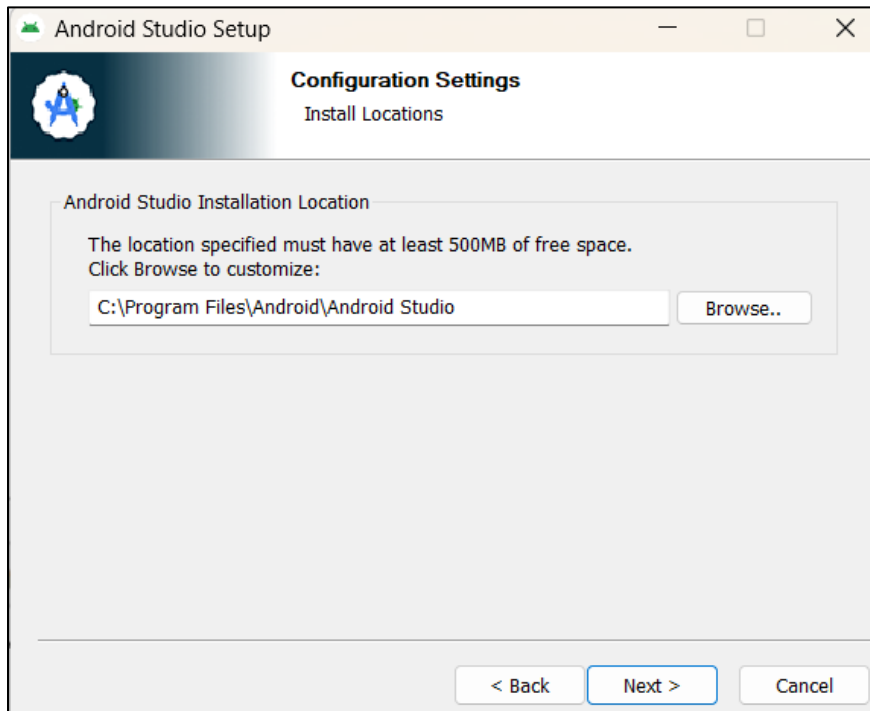 Android Studio Setup
Configuration Settings
Install Locations
Android Studio Installation Location
The location specified must have at least 500MB of free space.
Click Browse to customize:
C:\Program Files\Android\Android Studio
Browse..
< Back
Next >
Cancel